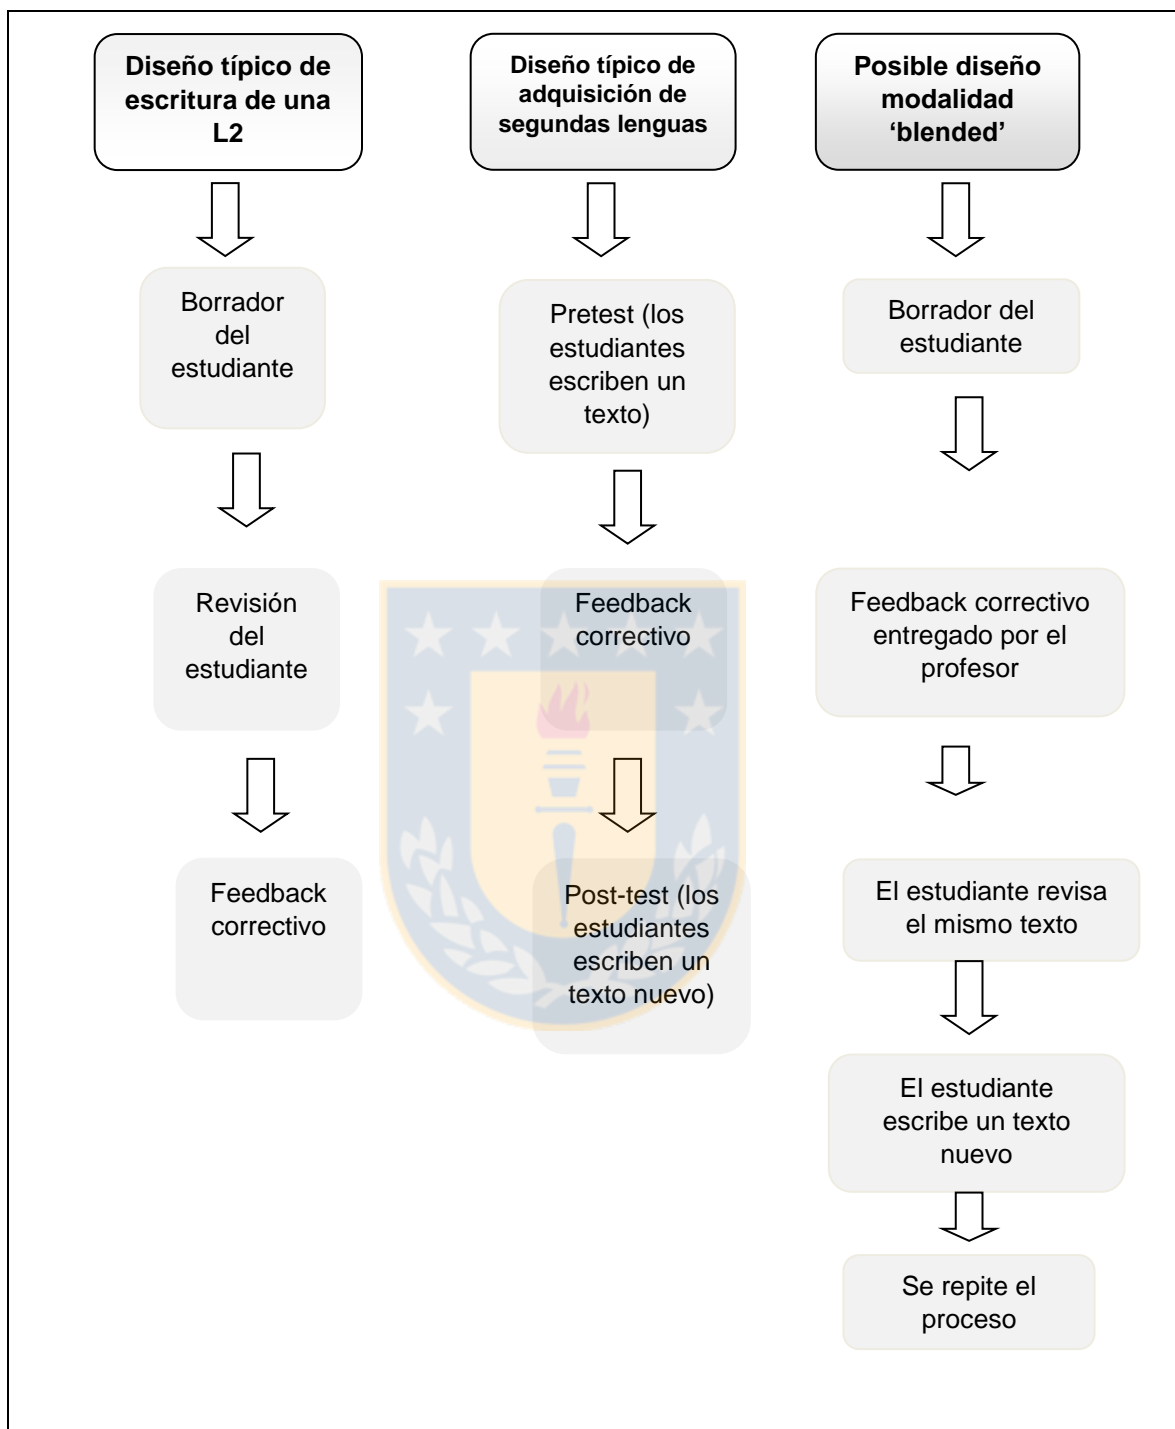 Diseño típico de
escritura de una
L2
Borrador
del
estudiante
Revisión
del
estudiante
Feedback
correctivo
Diseño típico de
adquisición de
segundas lenguas
Pretest (los
estudiantes
escriben un
texto)
Feedback
correctivo
Post-test (los
estudiantes
escriben un
texto nuevo)
Posible diseño
modalidad
‘blended’
Borrador del
estudiante
Feedback correctivo
entregado por el
profesor
El estudiante revisa
el mismo texto
El estudiante
escribe un texto
nuevo
Se repite el
proceso